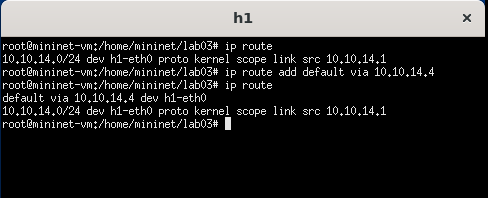 h1
root@mininet-vm:/home/mininet/lab03# ip route
10.10.14.0/24 dev h1-eth0 proto kernel scope link src 10.10.14.1
root@mininet-vm:/home/mininet/lab03# ip route add default via 10.10.14.4
root@mininet-vm:/home/mininet/lab03# ip route
default via 10.10.14.4 dev h1-eth0
10.10.14.0/24 dev h1-eth0 proto kernel scope link src 10.10.14.1
root@mininet-vm:/home/mininet/lab03#